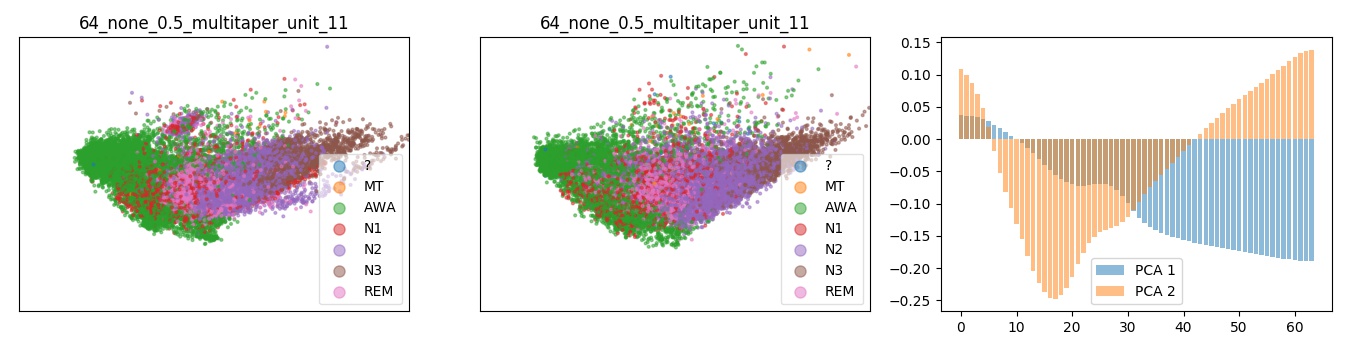 64_none_0.5_multitaper_unit_11
?
MT
AWA
N1
N2
N3
REM
64_none_0.5_multitaper_unit_11
?
MT
AWA
N1
N2
N3
REM
0.15
0.10
0.05
0.00
−0.05
−0.10
−0.15
−0.20
−0.25
PCA 1
PCA 2
0 10 20 30 40 50 60